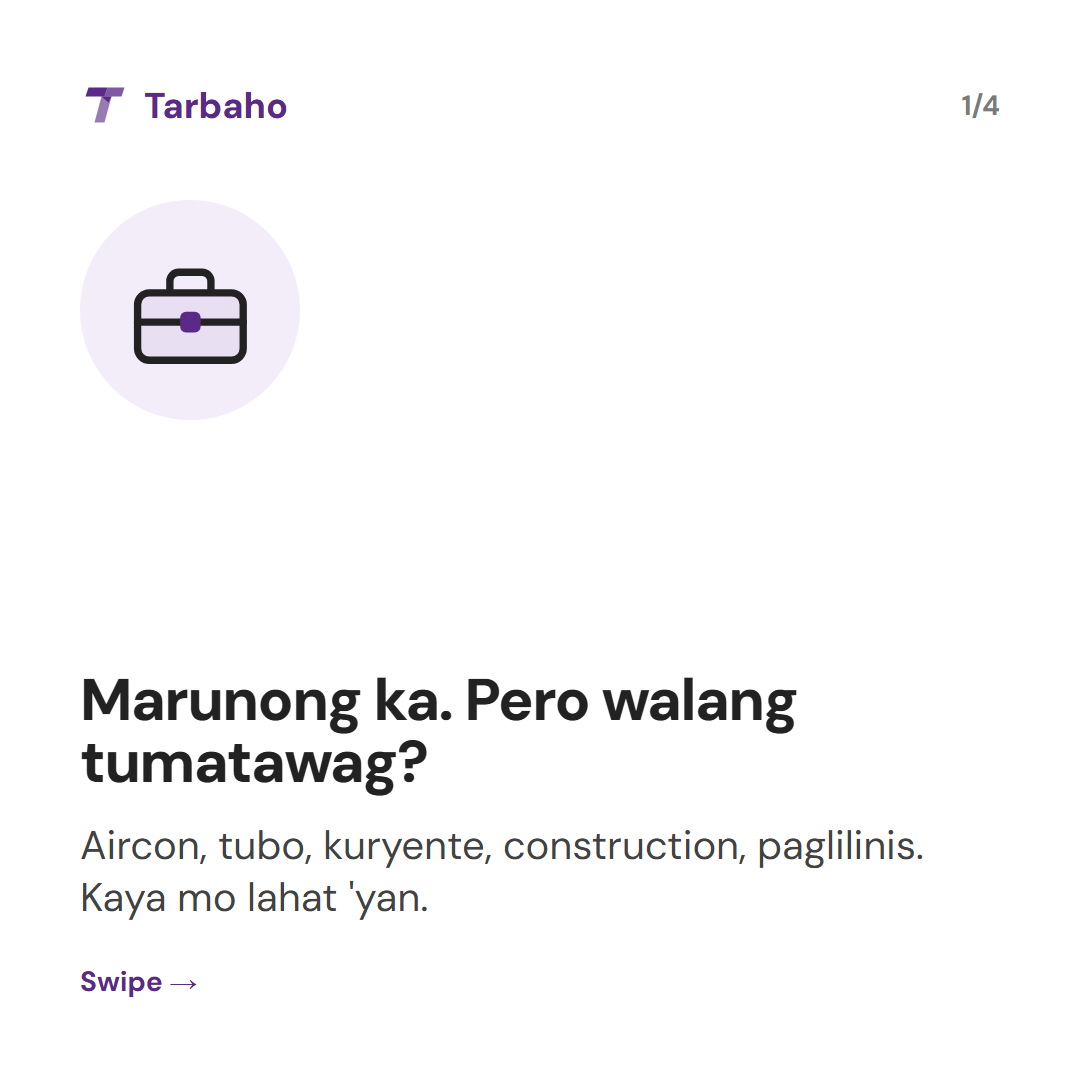 Tarbaho
1/4
Marunong ka. Pero walang
tumatawag?
Aircon, tubo, kuryente, construction, paglilinis.
Kaya mo lahat 'yan.
Swipe →